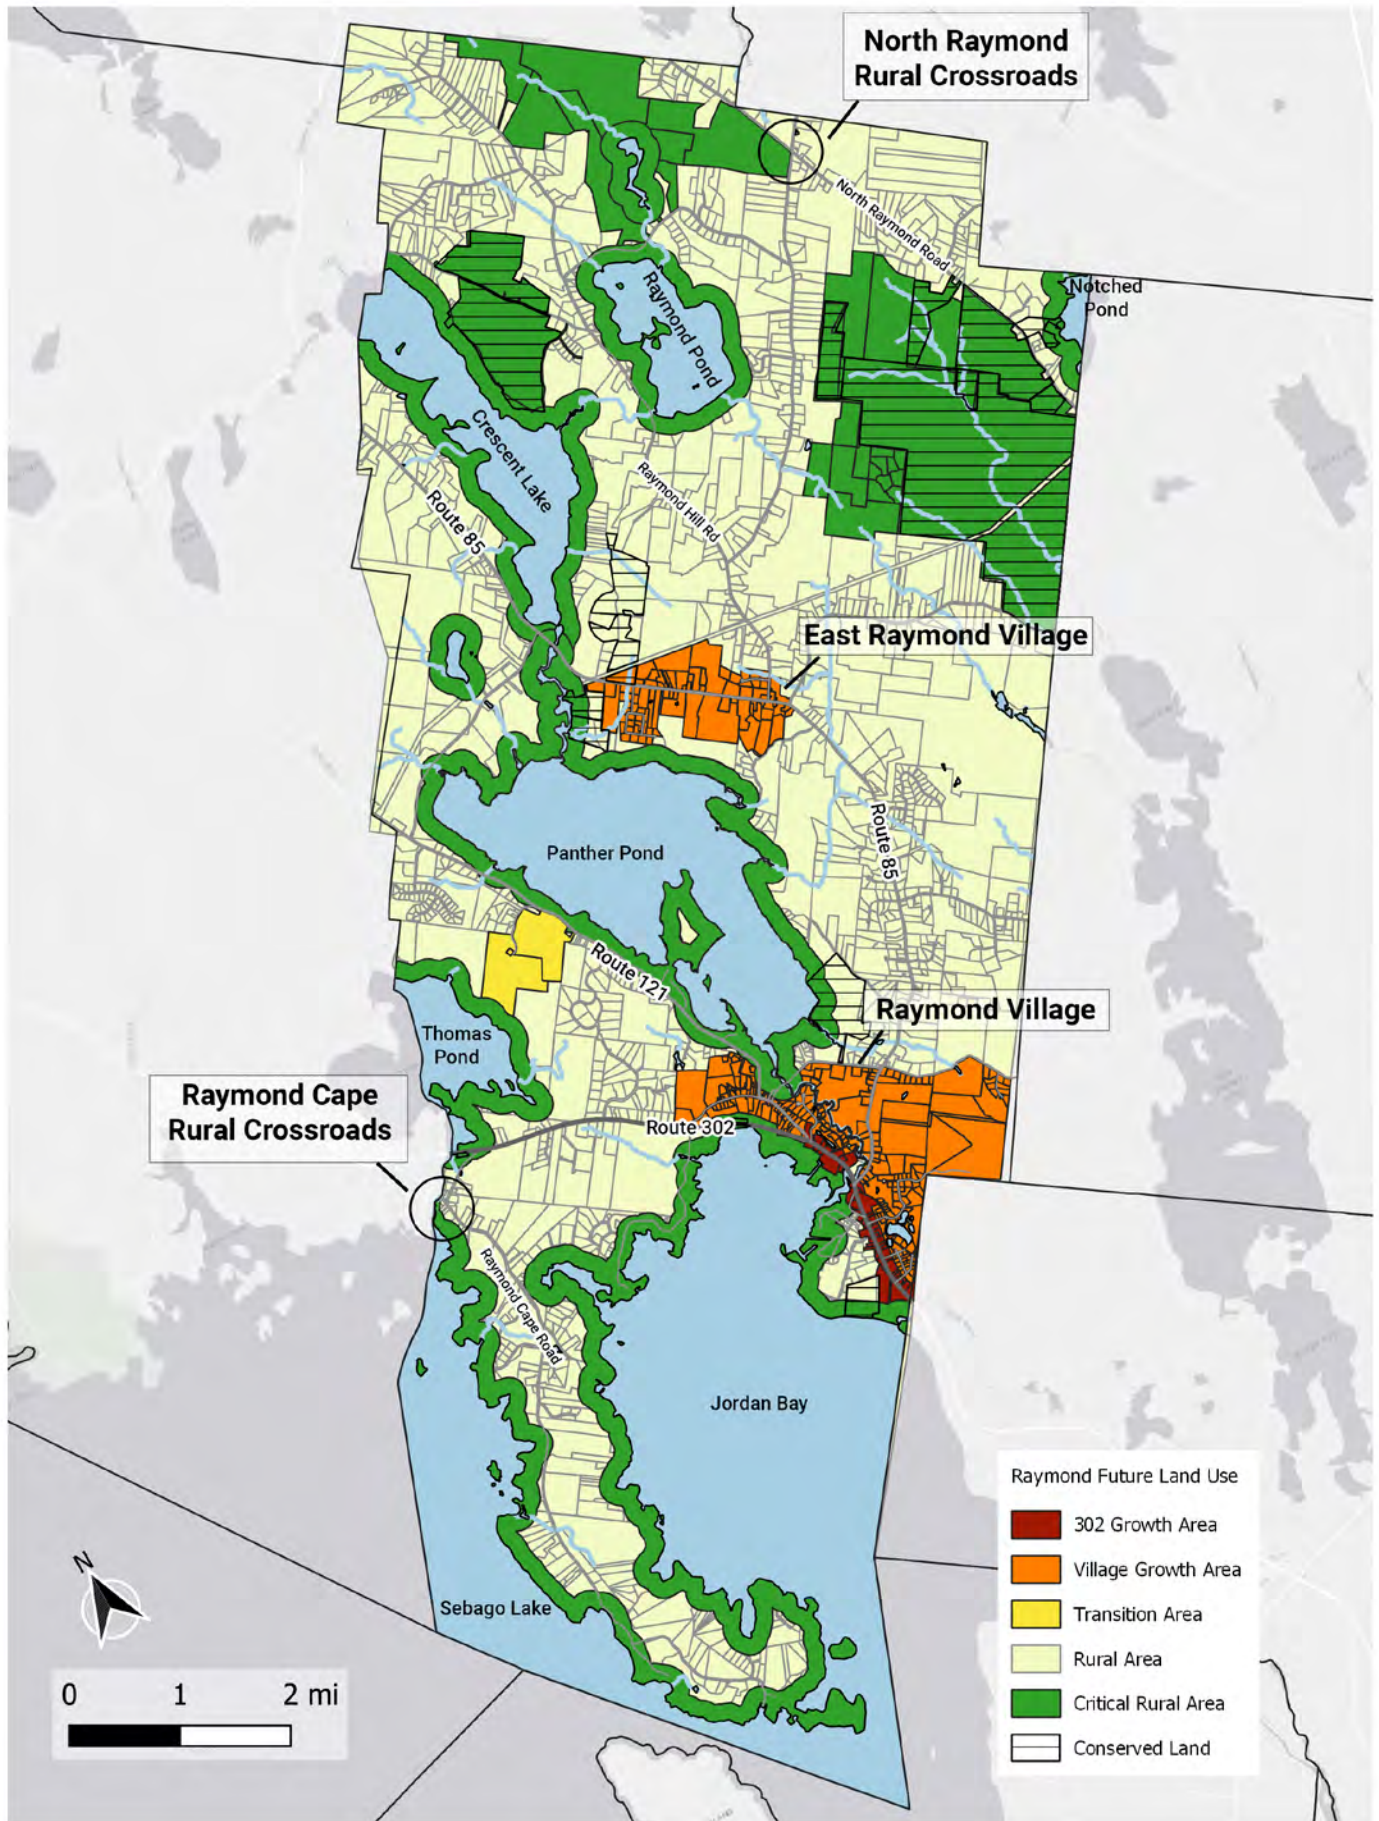 North Raymond
Rural Crossroads
North Raymond Road
Notched
Pond
Raymond Pond
Crescent Lake
Raymond Hill Rd
Route 85
East Raymond Village
Route 85
Panther Pond
Route 121
Raymond Village
Thomas
Pond
Raymond Cape
Rural Crossroads
Route 302
Raymond Cape Road
Jordan Bay
Sebago Lake
N
0 1 2 mi
Raymond Future Land Use
302 Growth Area
Village Growth Area
Transition Area
Rural Area
Critical Rural Area
Conserved Land